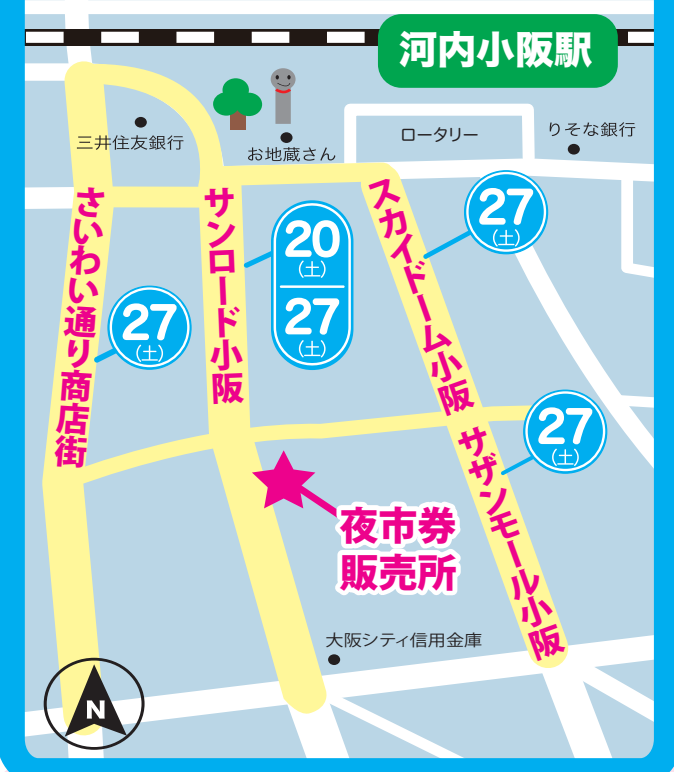 河内小阪駅
三井住友銀行
お地蔵さん
ロータリー
りそな銀行
さいわい通り商店街
27
(土)
サンロード小阪
20
(土)
27
(土)
スカイドーム小阪
27
(土)
サザンモール小阪
27
(土)
夜市券
販売所
大阪シティ信用金庫
N